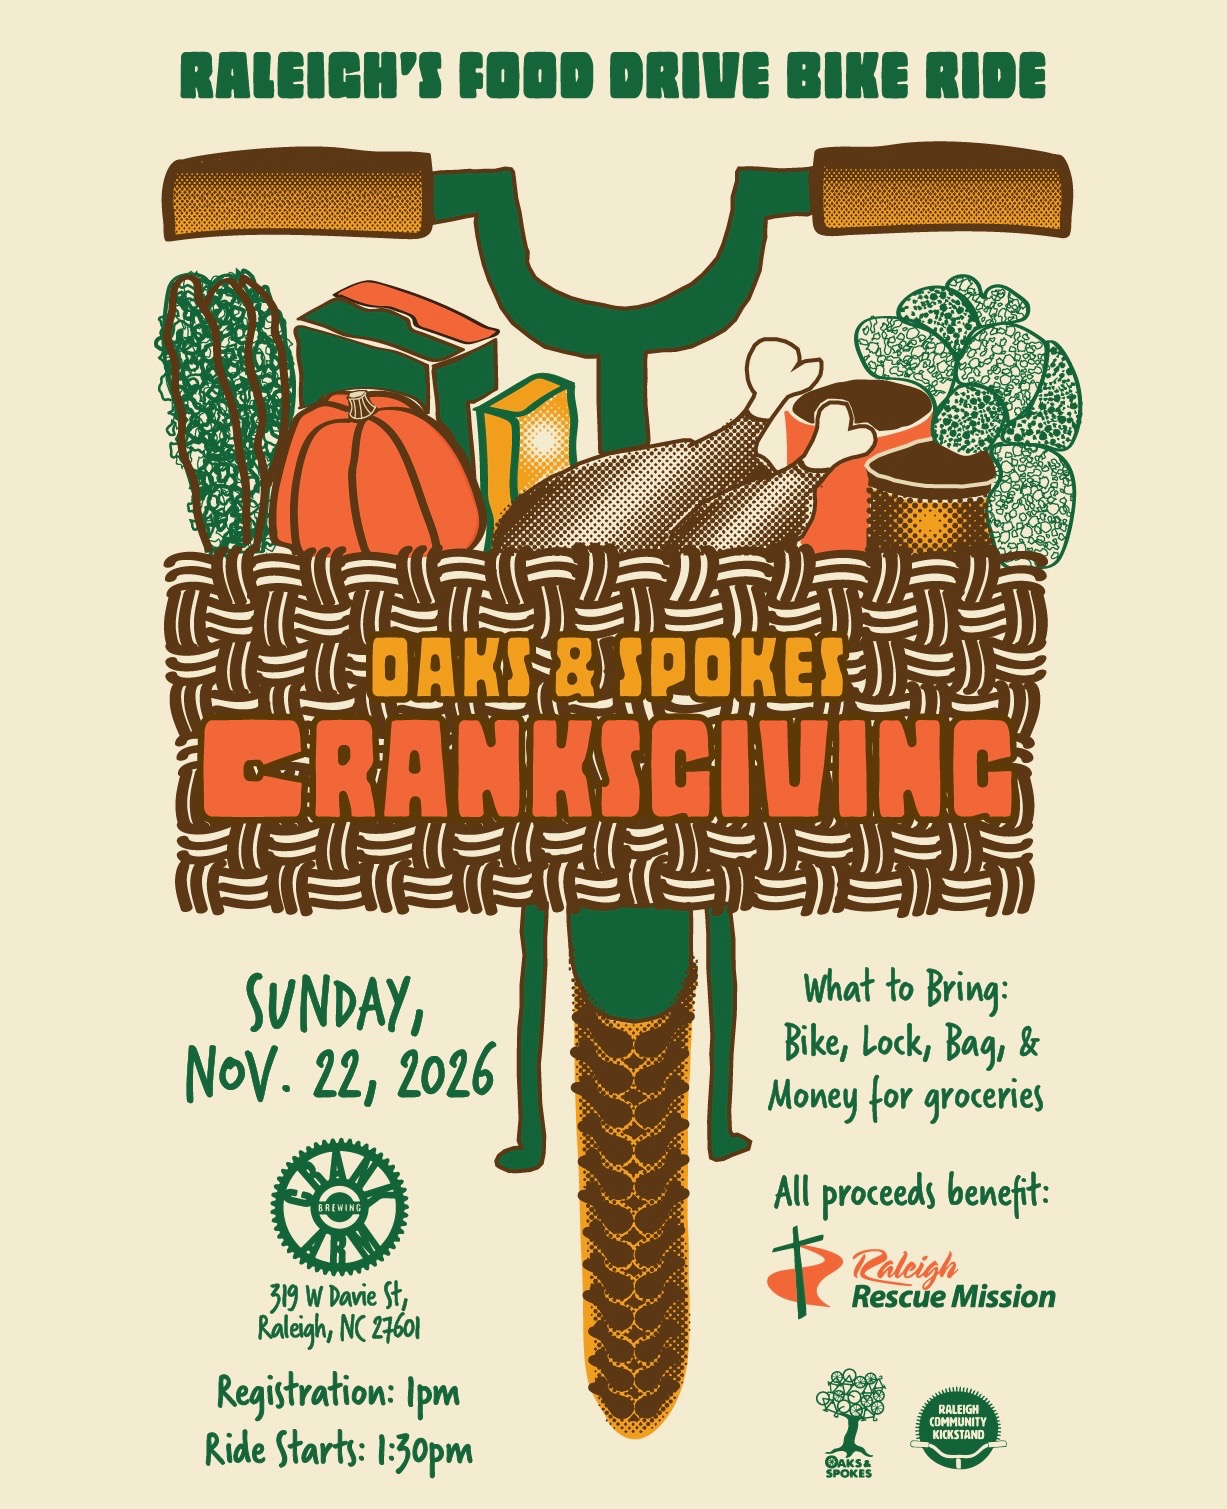 RALEIGH'S FOOD DRIVE BIKE RIDE
OAKS & SPOKES
CRANKSGIVING
SUNDAY,
NOV. 22, 2026
CRANK
BREWING
ARM
319 W Davie St,
Raleigh, NC 27601
Registration: 1pm
Ride Starts: 1:30pm
What to Bring:
Bike, Lock, Bag, &
Money for groceries
All proceeds benefit:
Raleigh
Rescue Mission
OAKS &
SPOKES
RALEIGH
COMMUNITY
KICKSTAND